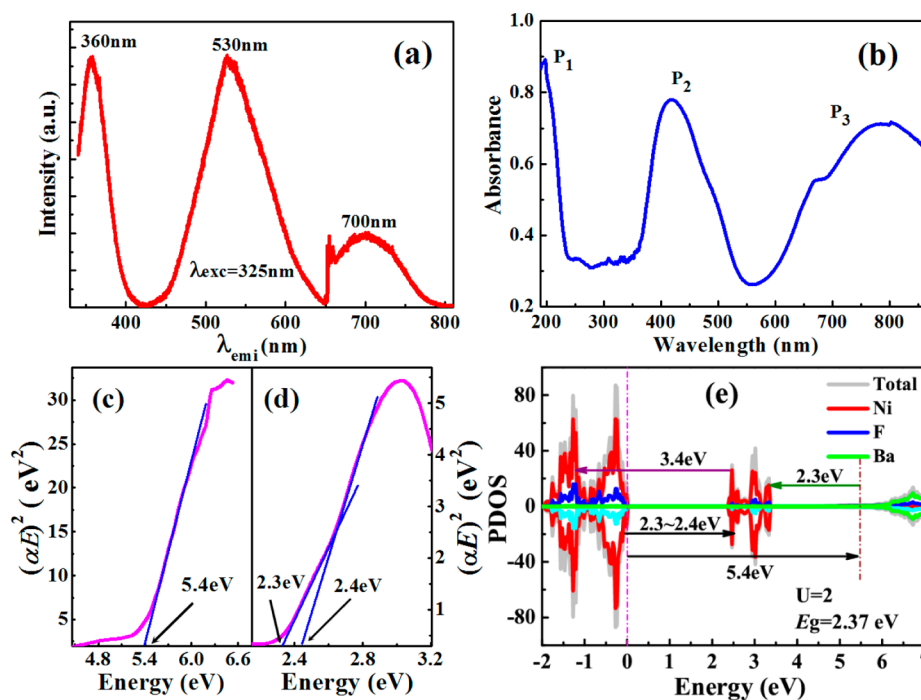 360nm
530nm
(a)
700nm
λexc=325nm
Intensity (a.u.)
400 500 600 700 800
λemi (nm)
(b)
P1
P2
P3
Absorbance
1.0
0.8
0.6
0.4
0.2
200 300 400 500 600 700 800
Wavelength (nm)
(c)
(αE)² ( eV²)
30
25
20
15
10
5
5.4eV
4.8 5.4 6.0 6.6
Energy (eV)
(d)
(αE)² ( eV²)
5
4
3
2
1
2.3eV
2.4eV
2.4 2.8 3.2
Energy (eV)
(e)
Total
Ni
F
Ba
PDOS
80
40
0
-40
-80
3.4eV
2.3eV
2.3~2.4eV
5.4eV
U=2
Eg=2.37 eV
-2 -1 0 1 2 3 4 5 6 7
Energy (eV)